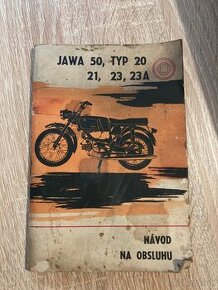 JAWA 50, TYP 20
21, 23, 23A
NÁVOD
NA OBSLUHU